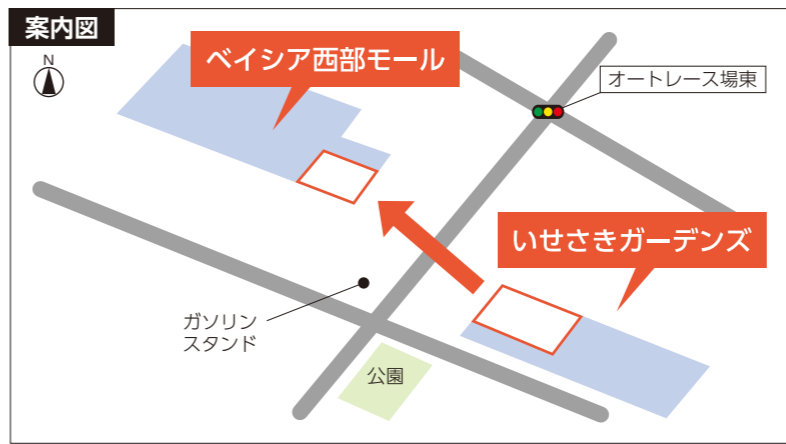 案内図
N
ベイシア西部モール
オートレース場東
いせさきガーデンズ
ガソリン
スタンド
公園